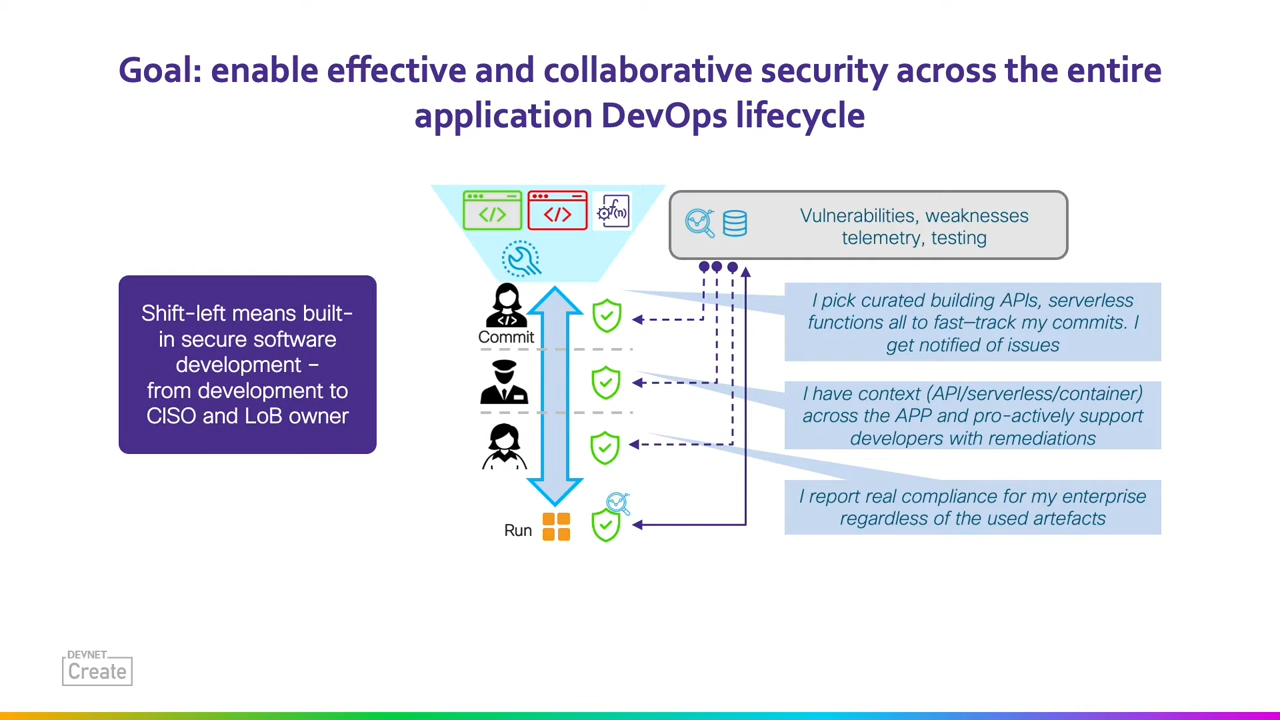 Goal: enable effective and collaborative security across the entire
application DevOps lifecycle
</>
</>
</>
f(n)
Vulnerabilities, weaknesses
telemetry, testing
Shift-left means built-
in secure software
development –
from development to
CISO and LoB owner
Commit
Run
I pick curated building APIs, serverless
functions all to fast–track my commits. I
get notified of issues
I have context (API/serverless/container)
across the APP and pro-actively support
developers with remediations
I report real compliance for my enterprise
regardless of the used artefacts
DEVNET
Create